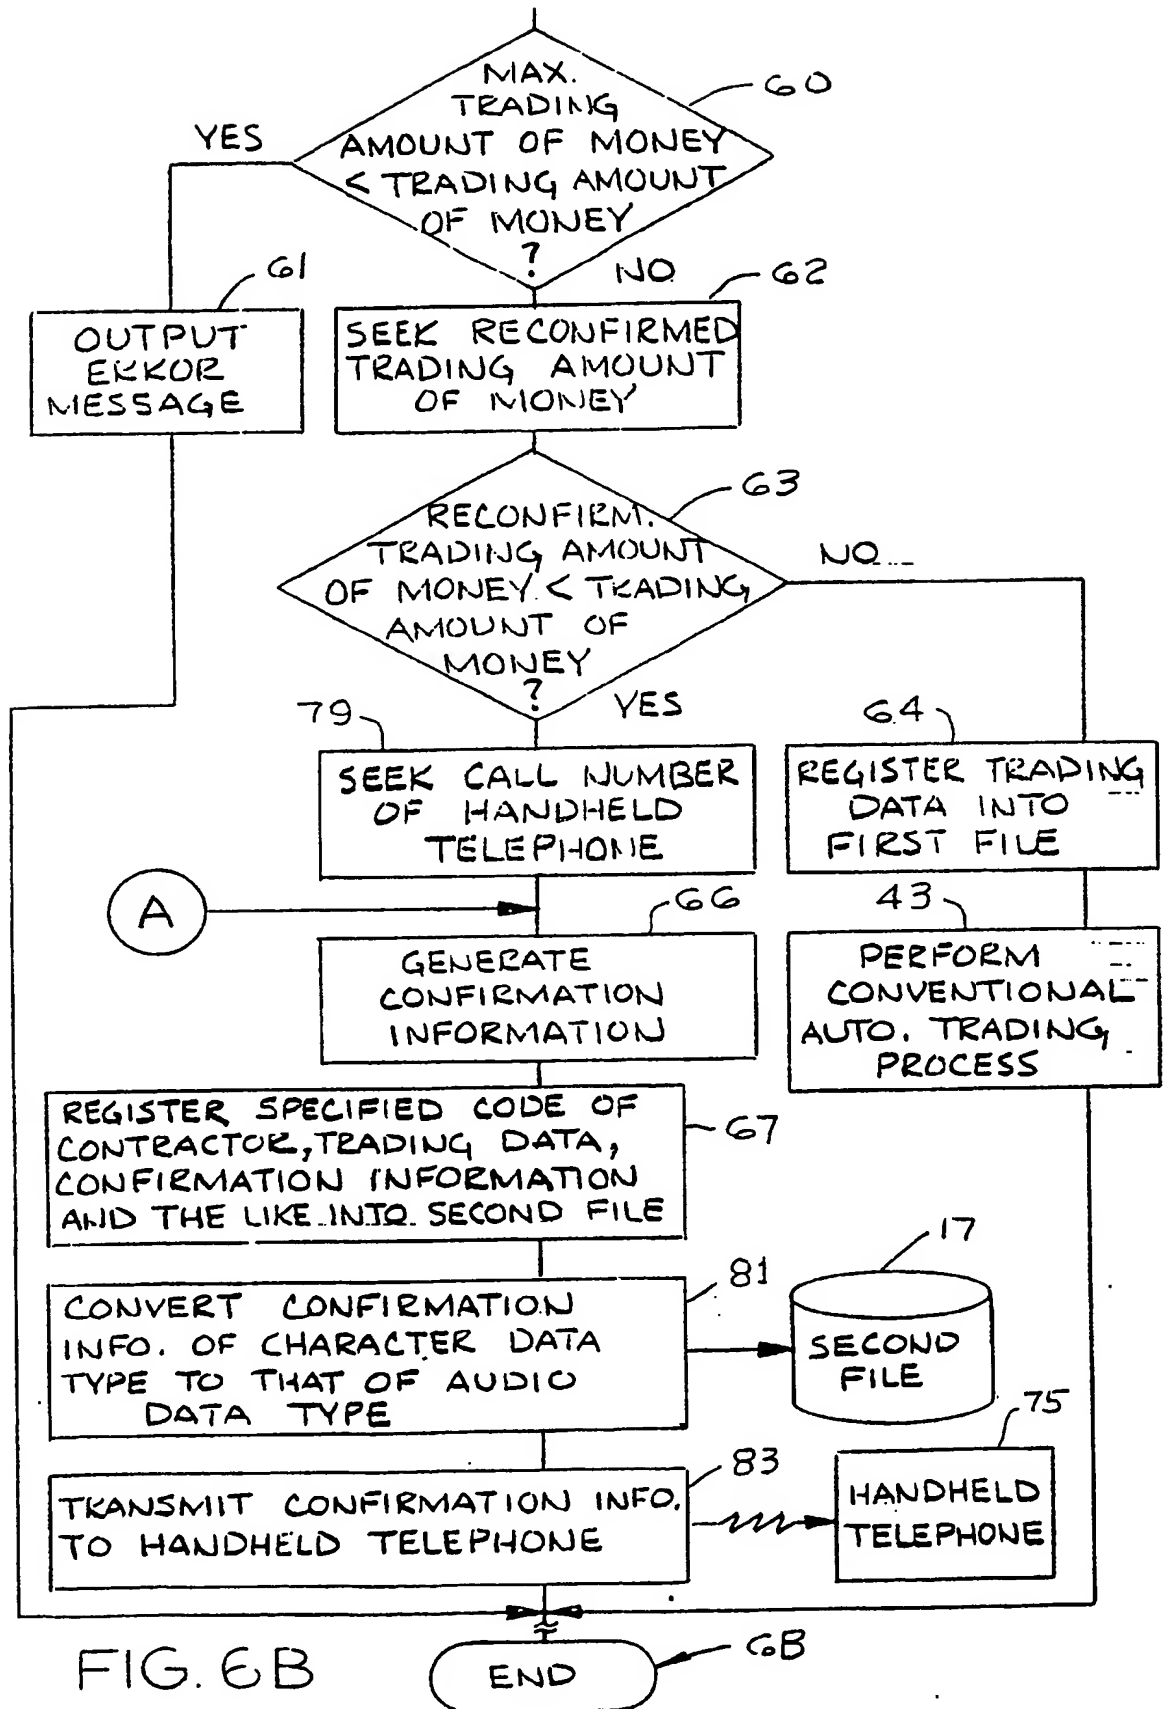 MAX.
TRADING
AMOUNT OF MONEY
< TRADING AMOUNT
OF MONEY
?
60
YES
NO
61
OUTPUT
ERROR
MESSAGE
62
SEEK RECONFIRMED
TRADING AMOUNT
OF MONEY
63
RECONFIRM.
TRADING AMOUNT
OF MONEY < TRADING
AMOUNT OF
MONEY
?
NO
YES
79
SEEK CALL NUMBER
OF HANDHELD
TELEPHONE
64
REGISTER TRADING
DATA INTO
FIRST FILE
A
66
GENERATE
CONFIRMATION
INFORMATION
43
PERFORM
CONVENTIONAL
AUTO. TRADING
PROCESS
REGISTER SPECIFIED CODE OF
CONTRACTOR, TRADING DATA,
CONFIRMATION INFORMATION
AND THE LIKE INTO SECOND FILE
67
81
CONVERT CONFIRMATION
INFO. OF CHARACTER DATA
TYPE TO THAT OF AUDIO
DATA TYPE
17
SECOND
FILE
83
TRANSMIT CONFIRMATION INFO.
TO HANDHELD TELEPHONE
75
HANDHELD
TELEPHONE
END
6B
FIG. 6B